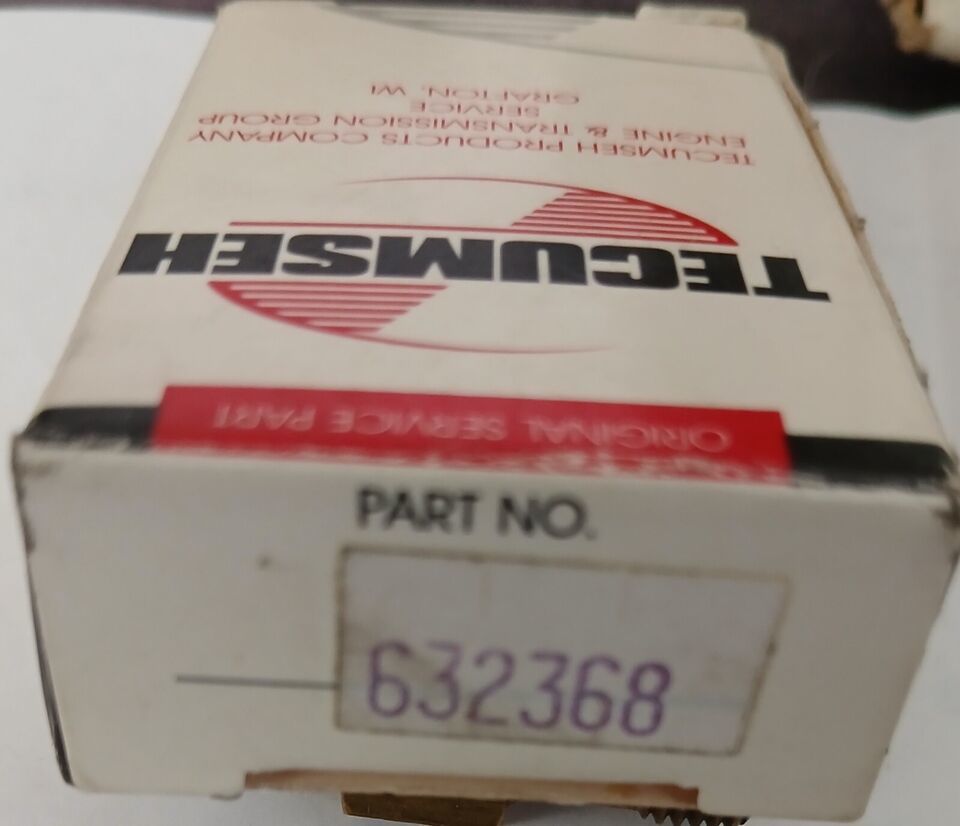 TECUMSEH PRODUCTS COMPANY
ENGINE & TRANSMISSION GROUP
SERVICE
GRAFTON, WI
TECUMSEH
ORIGINAL SERVICE PART
PART NO.
632368